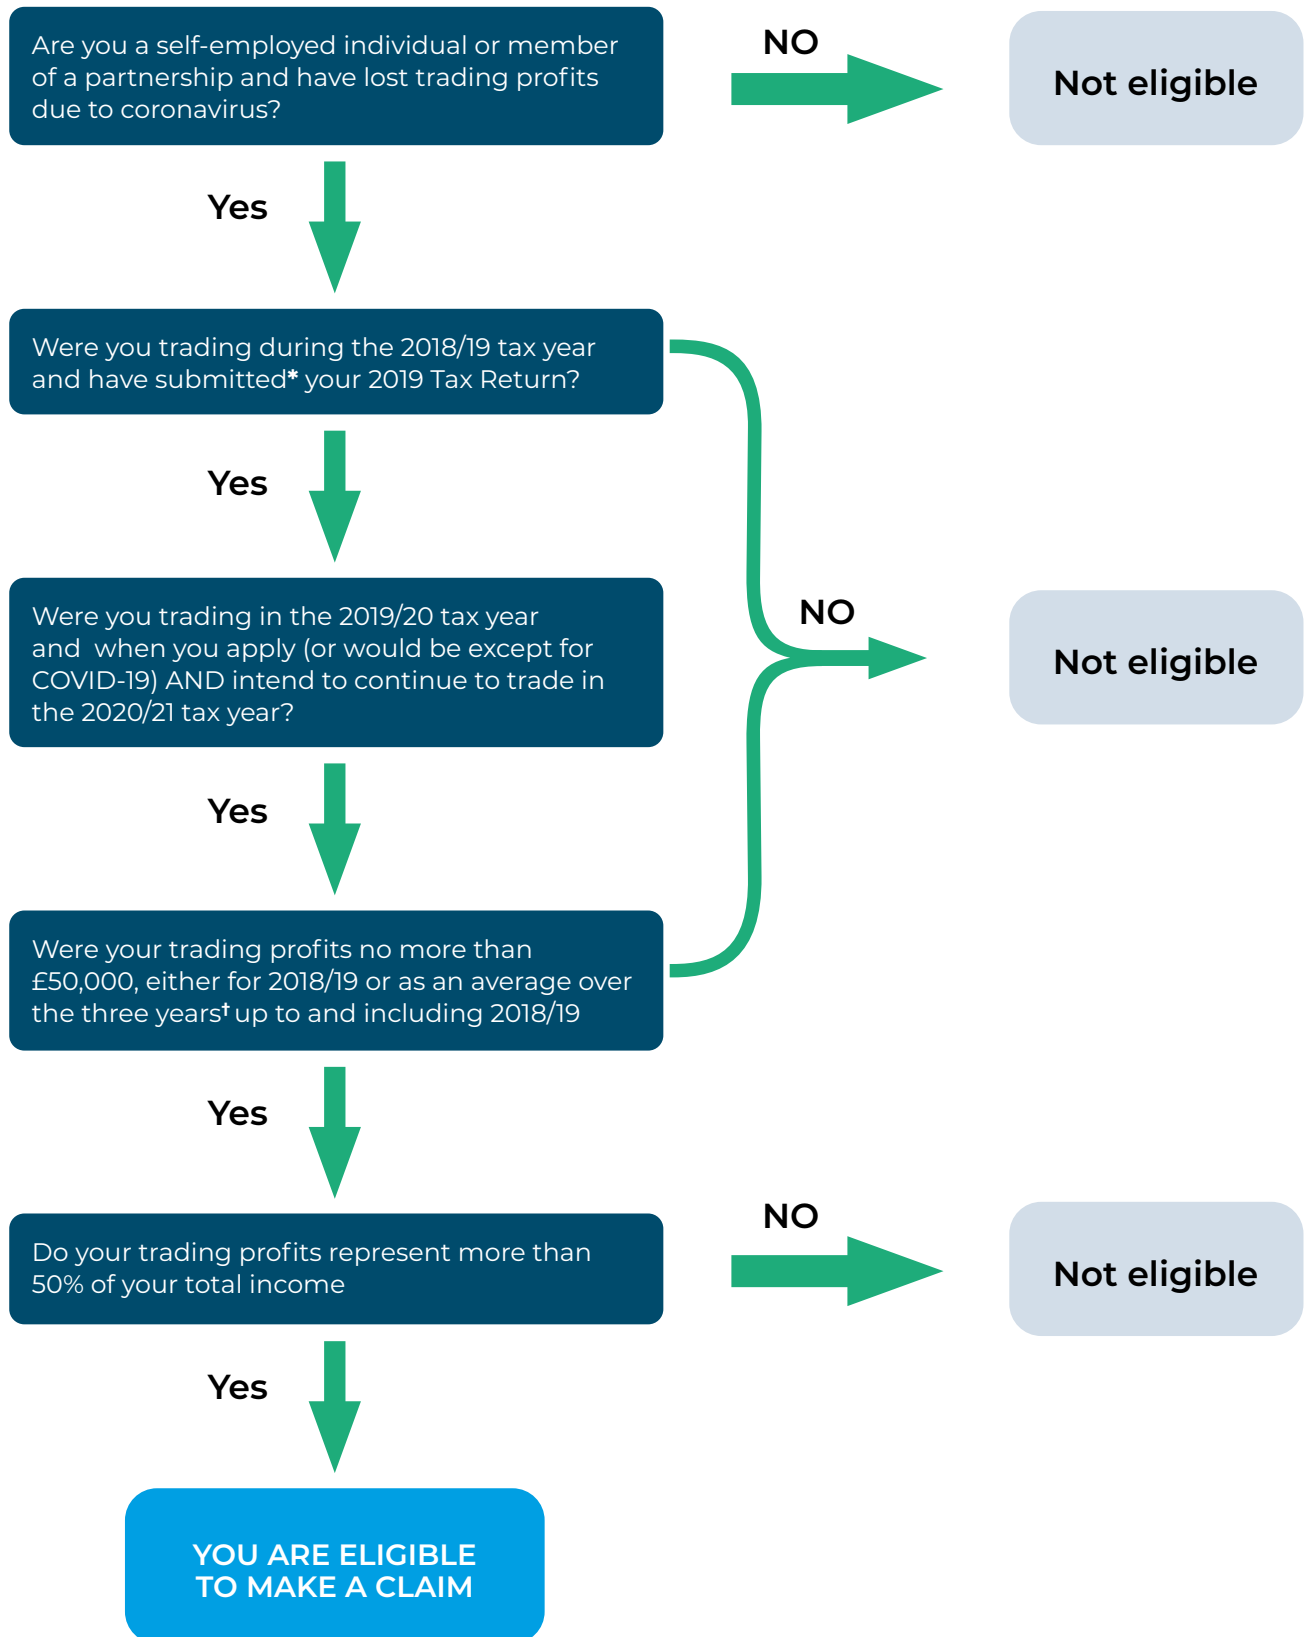 Are you a self-employed individual or member
of a partnership and have lost trading profits
due to coronavirus?
NO
Not eligible
Yes
Were you trading during the 2018/19 tax year
and have submitted* your 2019 Tax Return?
Yes
Were you trading in the 2019/20 tax year
and  when you apply (or would be except for
COVID-19) AND intend to continue to trade in
the 2020/21 tax year?
NO
Not eligible
Yes
Were your trading profits no more than
£50,000, either for 2018/19 or as an average over
the three years† up to and including 2018/19
Yes
Do your trading profits represent more than
50% of your total income
NO
Not eligible
Yes
YOU ARE ELIGIBLE
TO MAKE A CLAIM